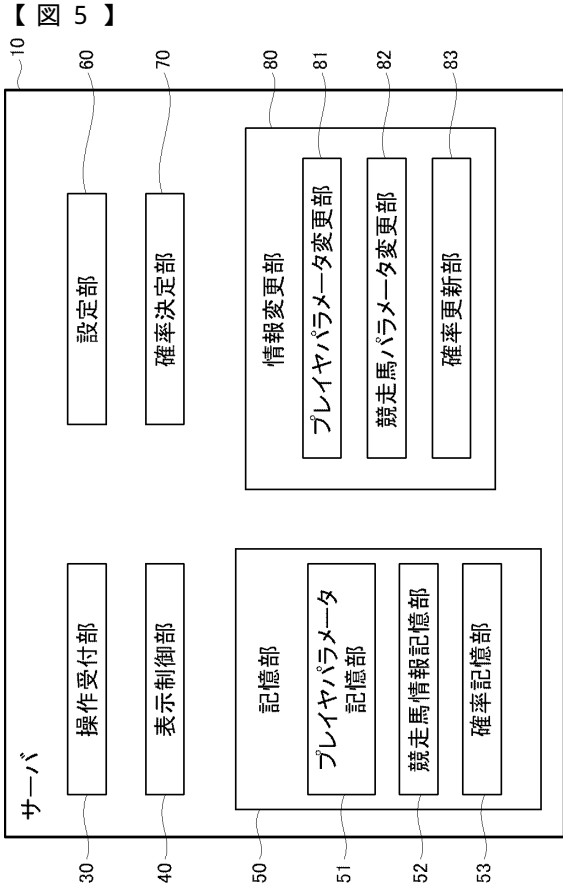 【図5】
10
サーバ
30
操作受付部
40
表示制御部
50
記憶部
51
プレイヤパラメータ
記憶部
52
競走馬情報記憶部
53
確率記憶部
60
設定部
70
確率決定部
80
情報変更部
81
プレイヤパラメータ変更部
82
競走馬パラメータ変更部
83
確率更新部